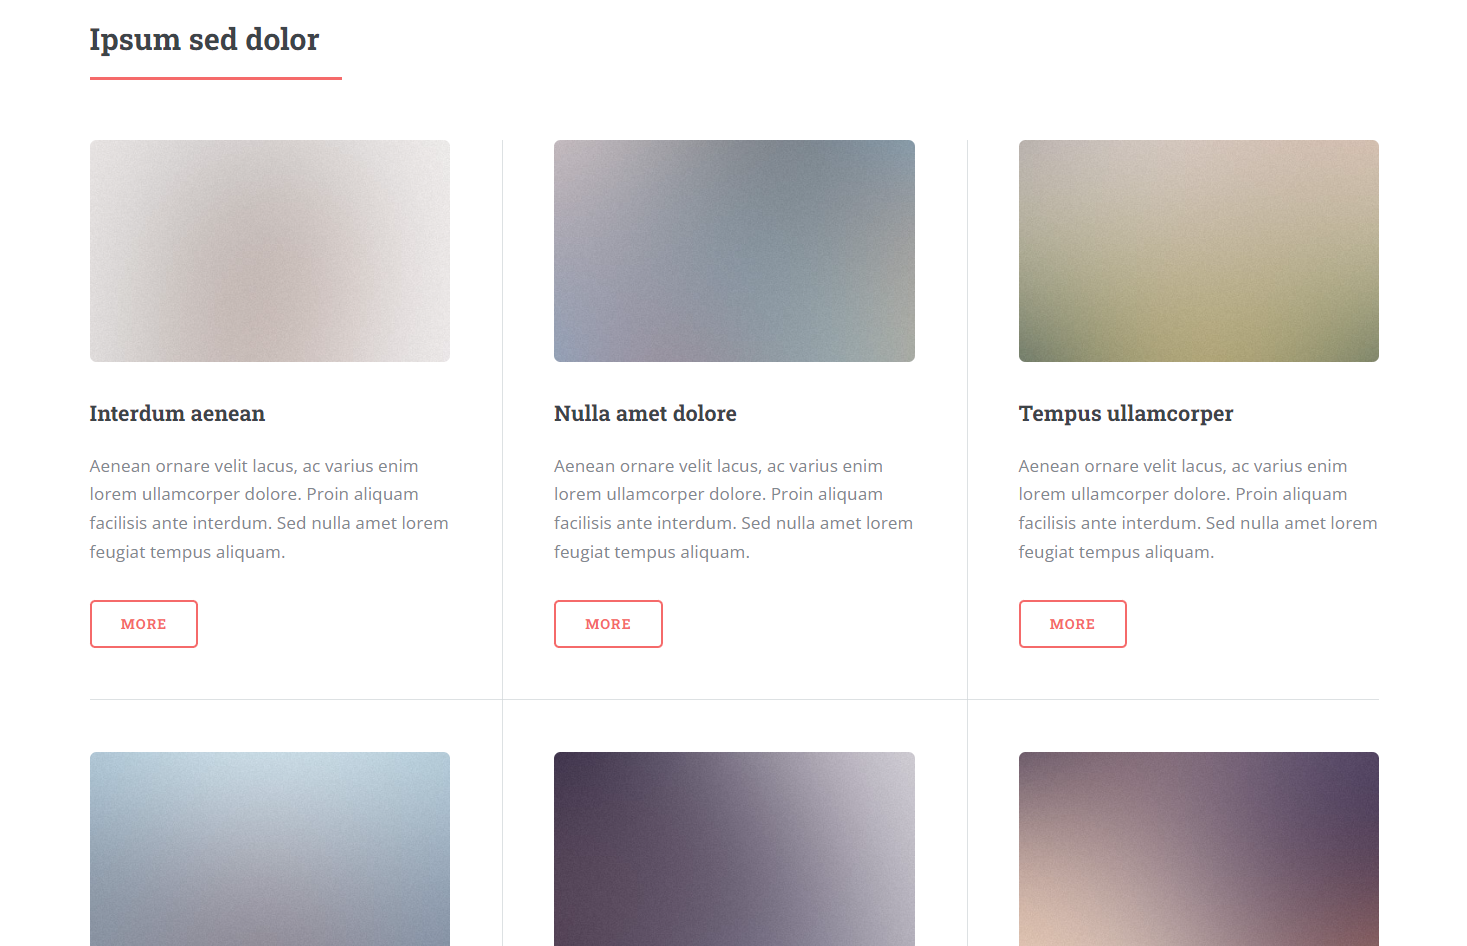 Ipsum sed dolor
Interdum aenean
Aenean ornare velit lacus, ac varius enim
lorem ullamcorper dolore. Proin aliquam
facilisis ante interdum. Sed nulla amet lorem
feugiat tempus aliquam.
MORE
Nulla amet dolore
Aenean ornare velit lacus, ac varius enim
lorem ullamcorper dolore. Proin aliquam
facilisis ante interdum. Sed nulla amet lorem
feugiat tempus aliquam.
MORE
Tempus ullamcorper
Aenean ornare velit lacus, ac varius enim
lorem ullamcorper dolore. Proin aliquam
facilisis ante interdum. Sed nulla amet lorem
feugiat tempus aliquam.
MORE